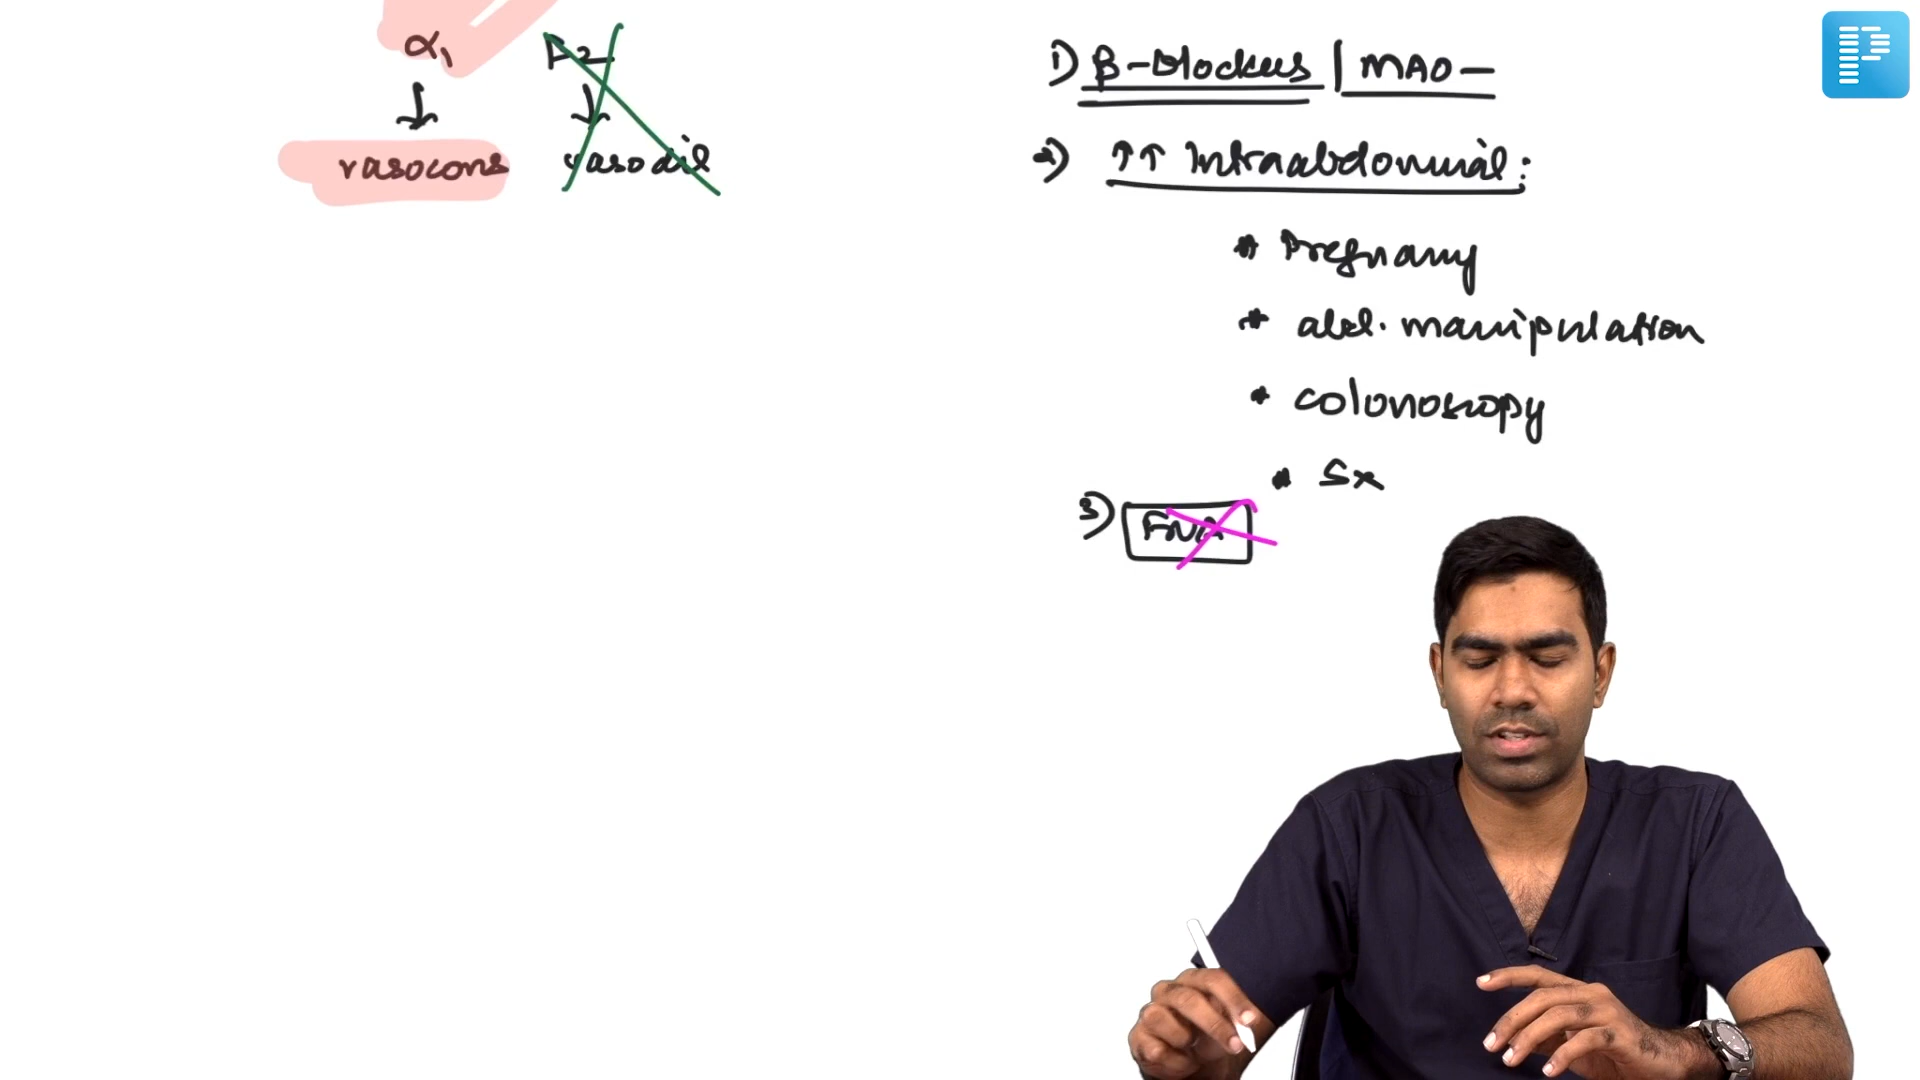 α₁
β₂
↓ ↓
vasocons vasodil
1) β-blockers | MAO–
2) ↑↑ Intraabdominal:
* Pregnancy
* abd. manipulation
* colonoscopy
* Sx
3) FNA